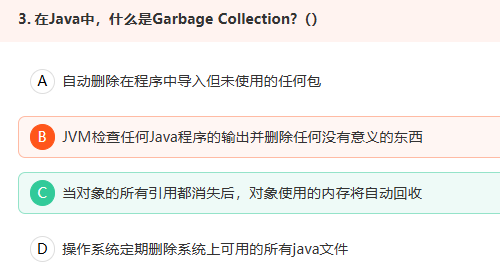 3. 在Java中，什么是Garbage Collection?（）
A 自动删除在程序中导入但未使用的任何包
B JVM检查任何Java程序的输出并删除任何没有意义的东西
C 当对象的所有引用都消失后，对象使用的内存将自动回收
D 操作系统定期删除系统上可用的所有java文件